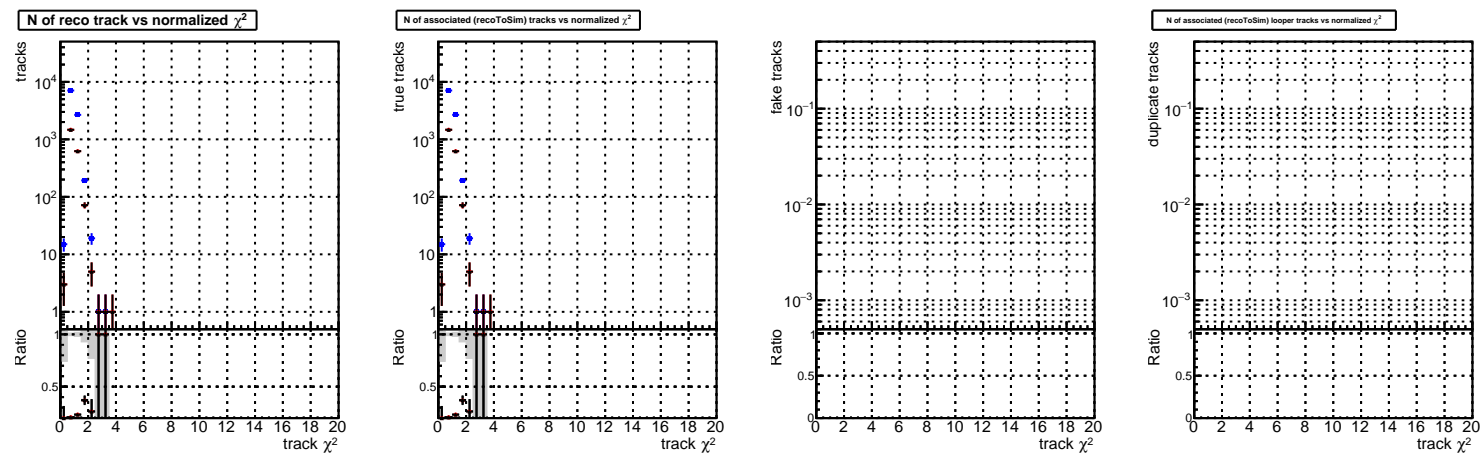 N of reco track vs normalized χ²
tracks
10⁴
10³
10²
10
1
Ratio
1
0.5
0 2 4 6 8 10 12 14 16 18 20
track χ²
N of associated (recoToSim) tracks vs normalized χ²
true tracks
10⁴
10³
10²
10
1
Ratio
1
0.5
0 2 4 6 8 10 12 14 16 18 20
track χ²
fake tracks
10⁻¹
10⁻²
10⁻³
Ratio
1
0.5
0
0 2 4 6 8 10 12 14 16 18 20
track χ²
N of associated (recoToSim) looper tracks vs normalized χ²
duplicate tracks
10⁻¹
10⁻²
10⁻³
Ratio
1
0.5
0
0 2 4 6 8 10 12 14 16 18 20
track χ²